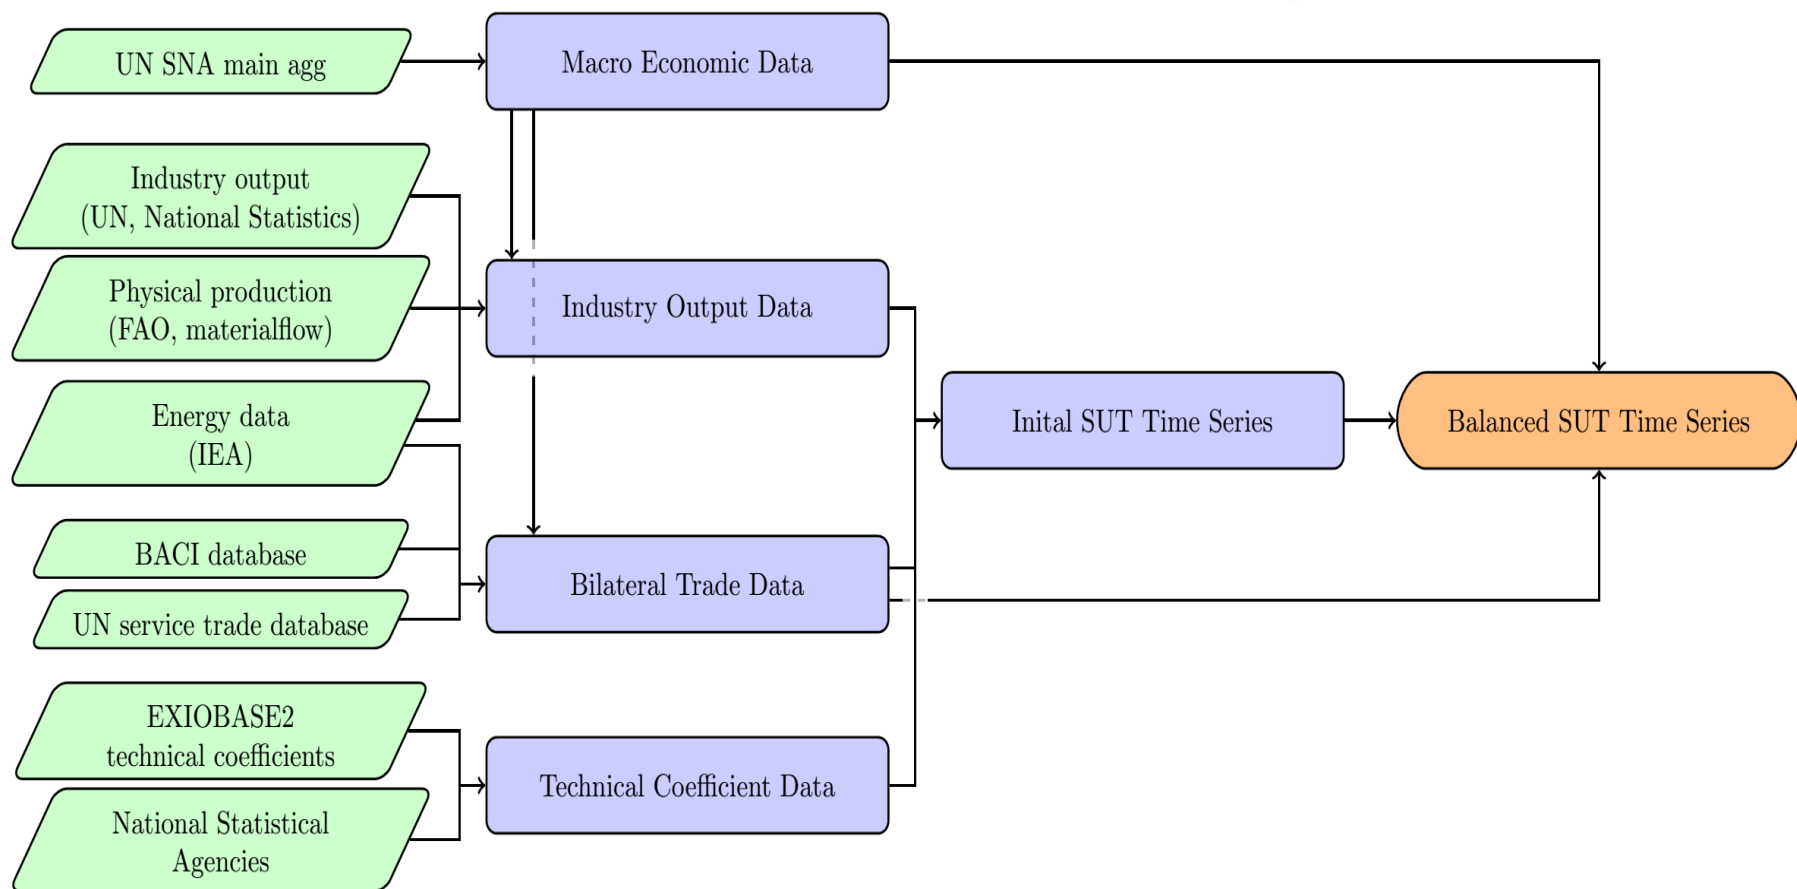 UN SNA main agg
Macro Economic Data
Industry output
(UN, National Statistics)
Physical production
(FAO, materialflow)
Industry Output Data
Energy data
(IEA)
Inital SUT Time Series
Balanced SUT Time Series
BACI database
Bilateral Trade Data
UN service trade database
EXIOBASE2
technical coefficients
Technical Coefficient Data
National Statistical
Agencies